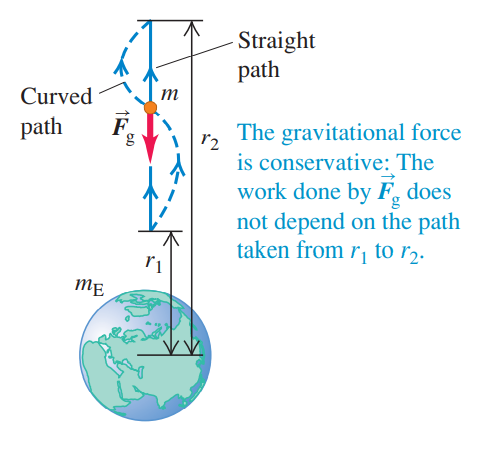 Straight
path
Curved
path
m
F⃗g
r2
The gravitational force
is conservative: The
work done by F⃗g does
not depend on the path
taken from r1 to r2.
r1
mE